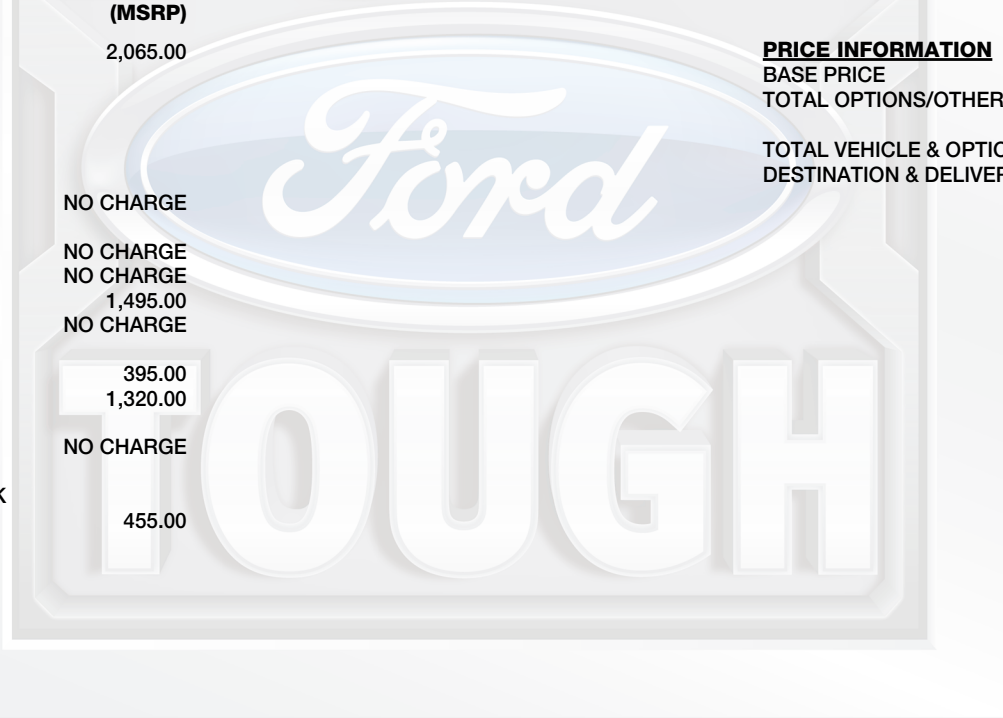 (MSRP)
2,065.00
NO CHARGE
NO CHARGE
NO CHARGE
1,495.00
NO CHARGE
395.00
1,320.00
NO CHARGE
K
455.00
PRICE INFORMATION
BASE PRICE
TOTAL OPTIONS/OTHER
TOTAL VEHICLE & OPTIO
DESTINATION & DELIVER
Ford
TOUGH